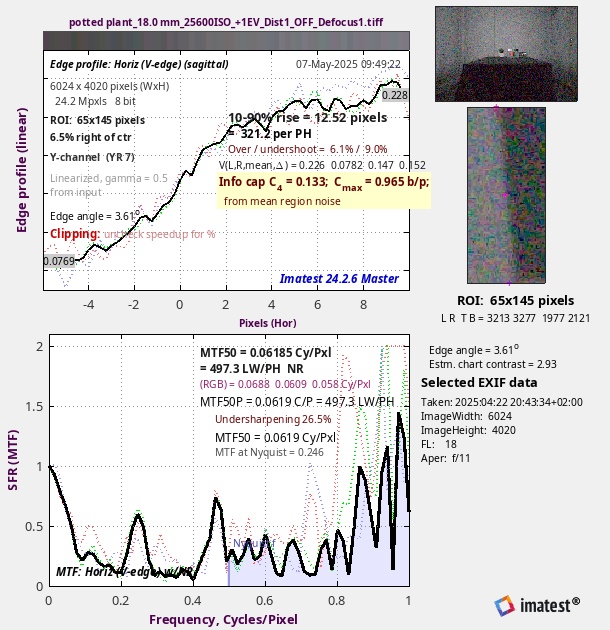 potted plant_18.0 mm_25600ISO_+1EV_Dist1_OFF_Defocus1.tiff
Edge profile: Horiz (V-edge) (sagittal)
07-May-2025 09:49:22
6024 x 4020 pixels (WxH)
24.2 Mpxls 8 bit
0.228
ROI: 65x145 pixels
6.5% right of ctr
Y-channel (YR 7)
10-90% rise = 12.52 pixels
= 321.2 per PH
Over / undershoot = 6.1% / 9.0%
V(L,R,mean,Δ) = 0.226 0.0782 0.147 0.152
Linearized, gamma = 0.5
from input
Info cap C4 = 0.133; Cmax = 0.965 b/p;
from mean region noise
Edge angle = 3.61o
Clipping: uncheck speedup for %
0.0769
Imatest 24.2.6 Master
Edge profile (linear)
-4 -2 0 2 4 6 8
Pixels (Hor)
ROI: 65x145 pixels
L R T B = 3213 3277 1977 2121
Edge angle = 3.61o
Estm. chart contrast = 2.93
Selected EXIF data
Taken: 2025:04:22 20:43:34+02:00
ImageWidth: 6024
ImageHeight: 4020
FL: 18
Aper: f/11
MTF50 = 0.06185 Cy/Pxl
= 497.3 LW/PH NR
(RGB) = 0.0688 0.0609 0.058 Cy/Pxl
MTF50P = 0.0619 C/P = 497.3 LW/PH
Undersharpening 26.5%
MTF50 = 0.0619 Cy/Pxl
MTF at Nyquist = 0.246
2
1.5
1
0.5
0
SFR (MTF)
MTF: Horiz (V-edge) w/NR
0 0.2 0.4 0.6 0.8 1
Frequency, Cycles/Pixel
imatest®